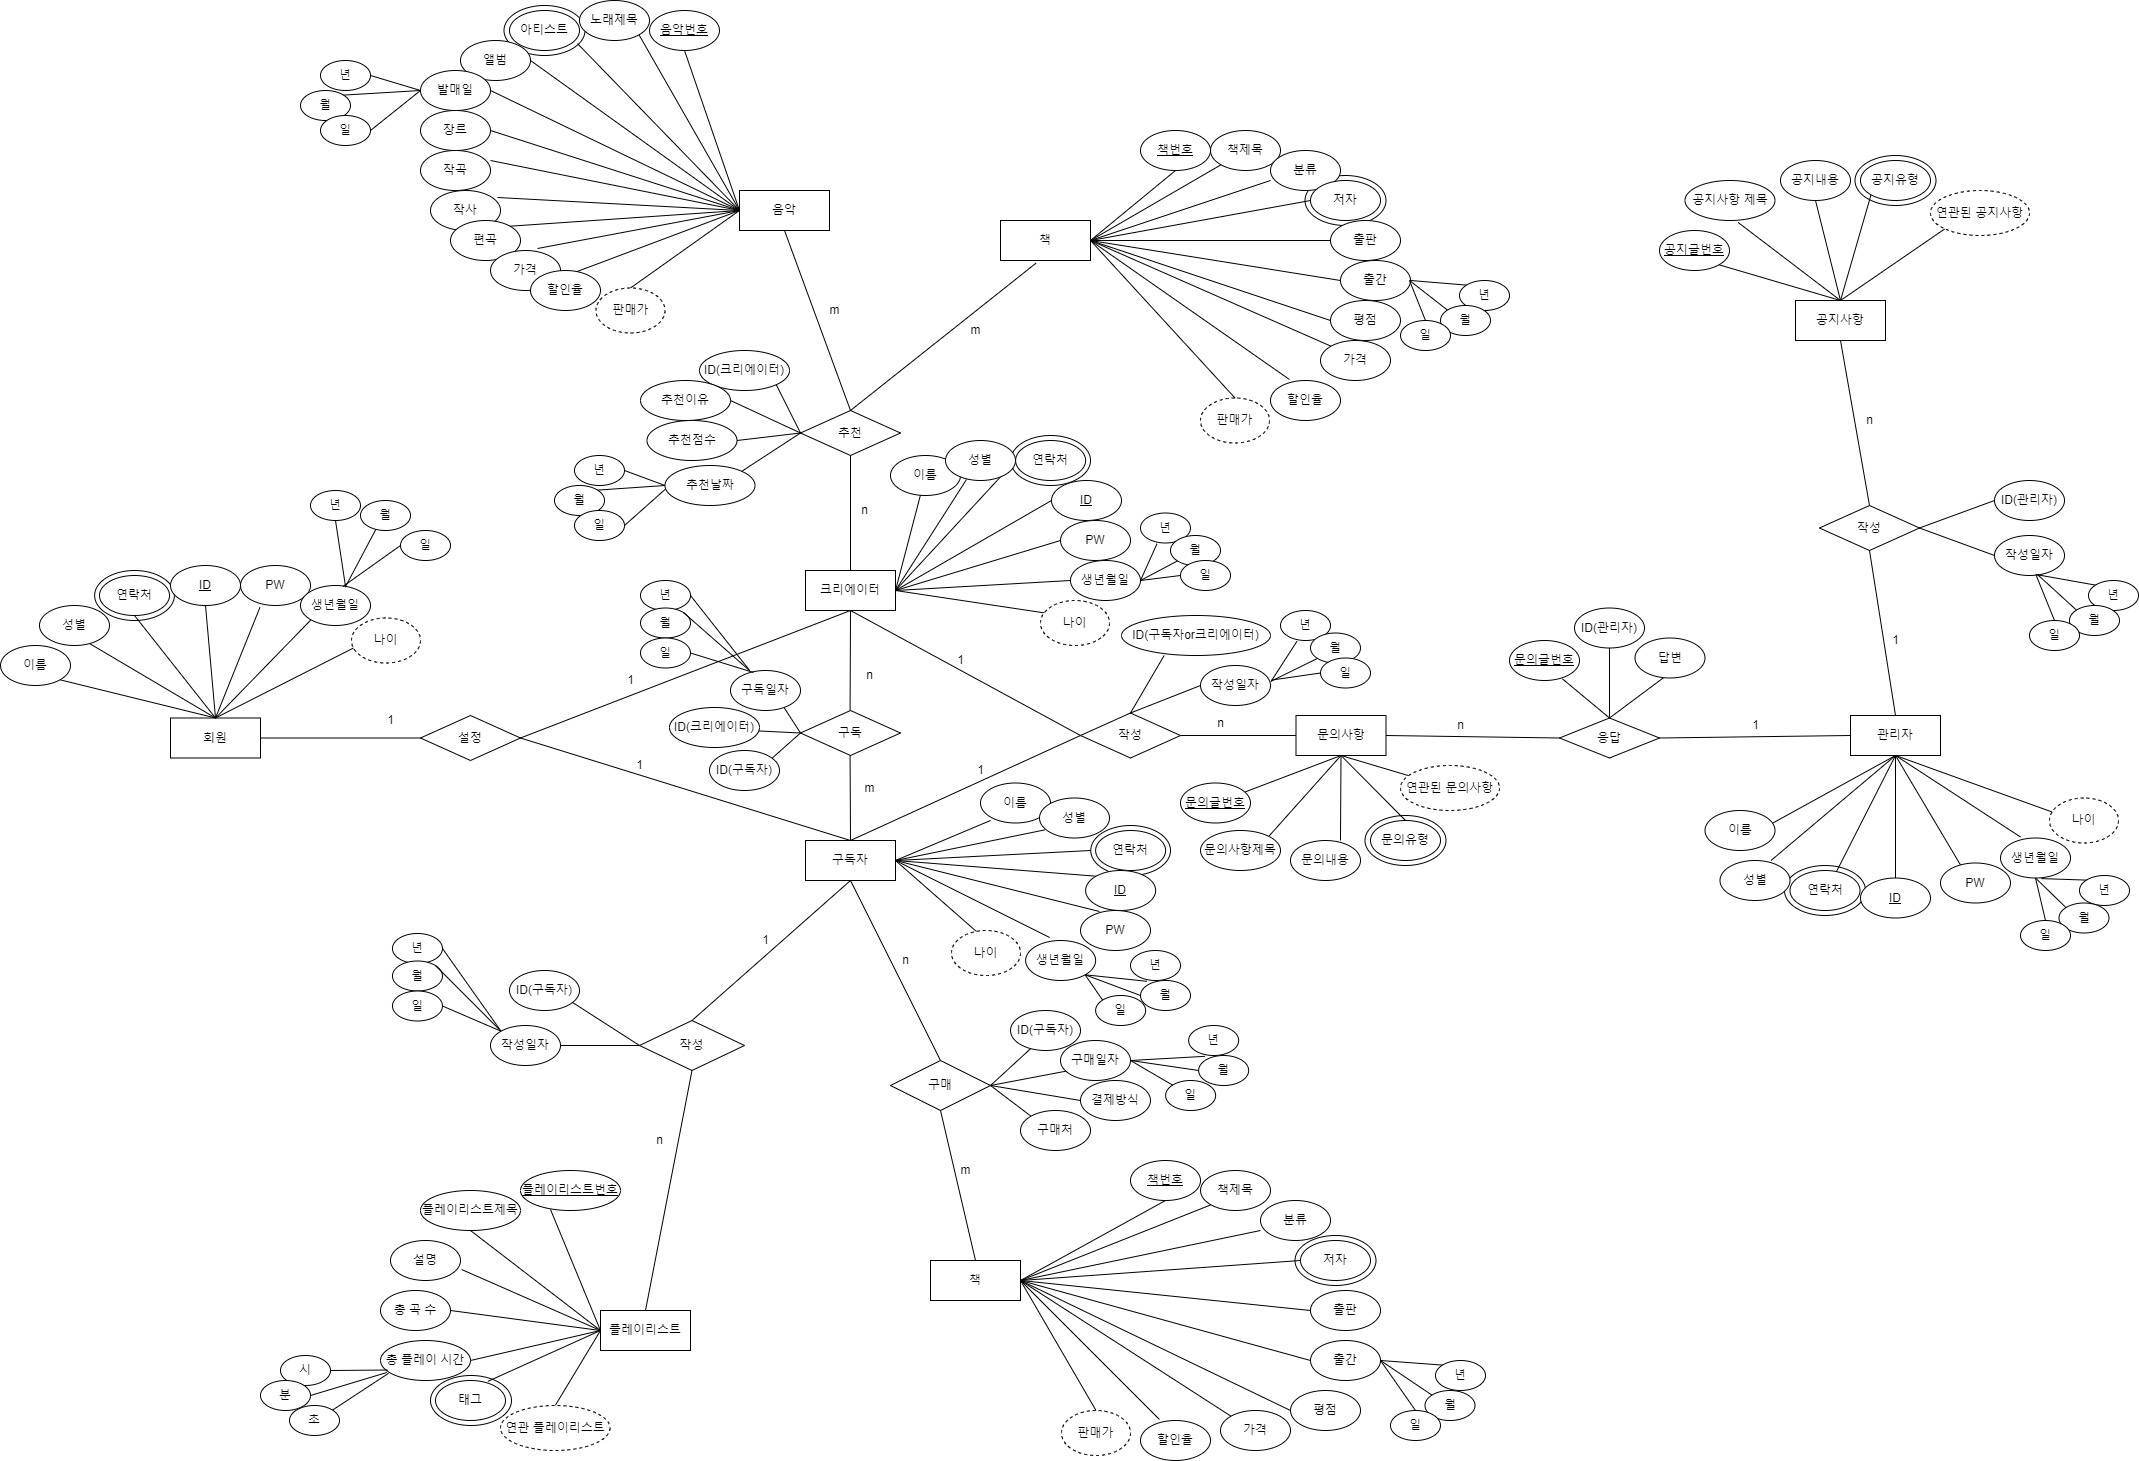 노래제목
음악번호
아티스트
앨범
년
발매일
월
일
장르
작곡
작사
음악
편곡
가격
할인율
판매가
m
책번호
책제목
분류
저자
책
출판
출간
년
월
일
평점
가격
할인율
판매가
m
공지내용
공지유형
공지사항 제목
연관된 공지사항
공지글번호
공지사항
n
ID(크리에이터)
추천이유
추천점수
추천
추천날짜
년
월
일
n
이름
성별
연락처
ID
PW
생년월일
년
월
일
나이
크리에이터
년
월
일
연락처
ID
PW
생년월일
성별
나이
이름
회원
1
설정
1
1
년
월
일
구독일자
ID(크리에이터)
ID(구독자)
구독
n
m
1
1
ID(구독자or크리에이터)
년
월
일
작성일자
작성
n
문의사항
n
문의글번호
ID(관리자)
답변
응답
1
ID(관리자)
작성
작성일자
년
월
일
1
관리자
이름
성별
연락처
ID
PW
생년월일
년
월
일
나이
문의글번호
문의사항제목
문의내용
문의유형
연관된 문의사항
구독자
이름
성별
연락처
ID
PW
생년월일
년
월
일
나이
1
n
년
월
일
ID(구독자)
작성일자
작성
n
ID(구독자)
구매일자
년
월
일
구매
결제방식
구매처
m
플레이리스트번호
플레이리스트제목
설명
총 곡 수
플레이리스트
총 플레이 시간
시
분
초
태그
연관 플레이리스트
책번호
책제목
분류
저자
책
출판
출간
년
월
일
평점
가격
할인율
판매가